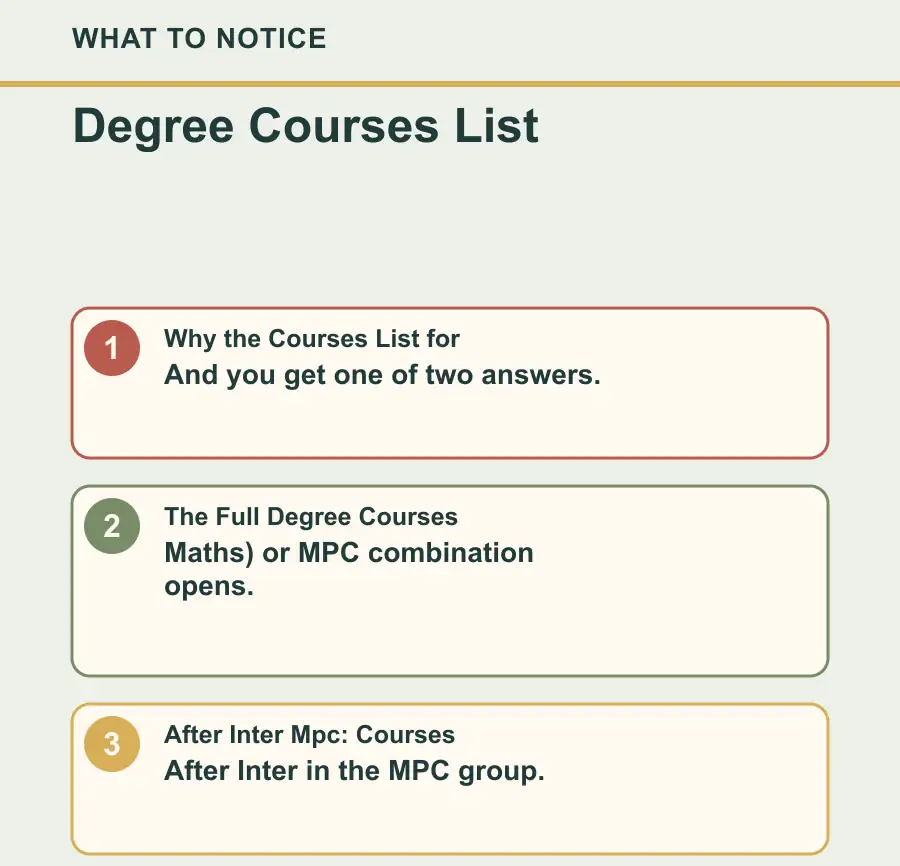 WHAT TO NOTICE
Degree Courses List
1
Why the Courses List for
And you get one of two answers.
2
The Full Degree Courses
Maths) or MPC combination
opens.
3
After Inter Mpc: Courses
After Inter in the MPC group.